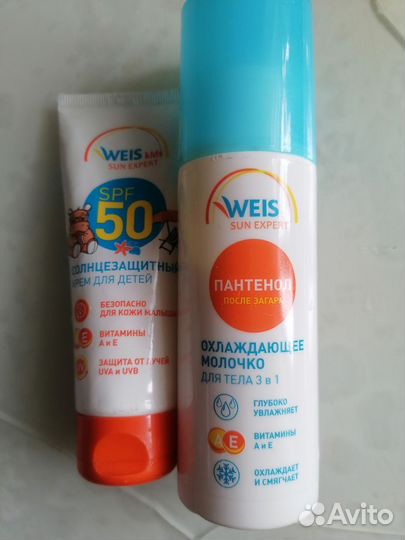 WEIS kids
SUN EXPERT
SPF
50
СОЛНЦЕЗАЩИТНЫЙ
КРЕМ ДЛЯ ДЕТЕЙ
БЕЗОПАСНО
ДЛЯ КОЖИ МАЛЫША
А Е
ВИТАМИНЫ
А и Е
ЗАЩИТА ОТ ЛУЧЕЙ
UVA и UVB
WEIS
SUN EXPERT
ПАНТЕНОЛ
ПОСЛЕ ЗАГАРА
ОХЛАЖДАЮЩЕЕ
МОЛОЧКО
ДЛЯ ТЕЛА 3 в 1
ГЛУБОКО
УВЛАЖНЯЕТ
А Е
ВИТАМИНЫ
А и Е
ОХЛАЖДАЕТ
И СМЯГЧАЕТ
Avito